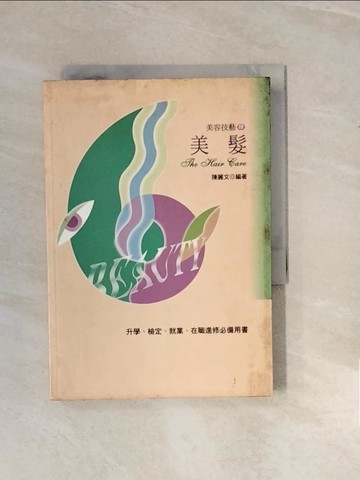 美容技藝
美髮
The Hair Care
陳麗文◎編著
BEAUTY
升學、檢定、就業、在職進修必備用書